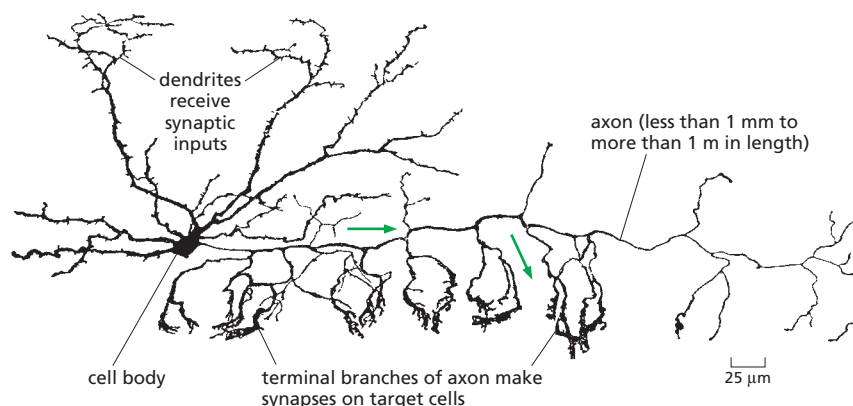 dendrites
receive
synaptic
inputs
axon (less than 1 mm to
more than 1 m in length)
cell body
terminal branches of axon make
synapses on target cells
25 μm